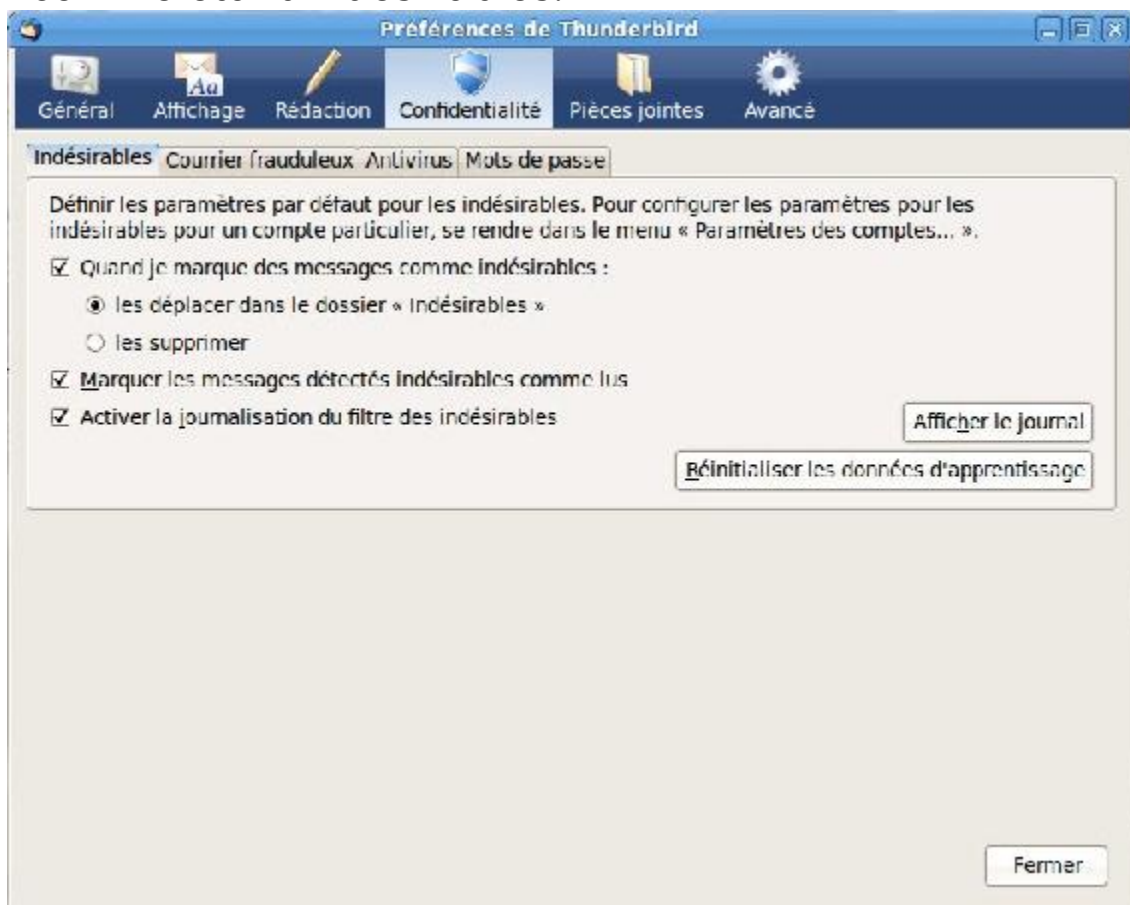 Préférences de Thunderbird
Général Affichage Rédaction Confidentialité Pièces jointes Avancé
Indésirables Courrier frauduleux Antivirus Mots de passe
Définir les paramètres par défaut pour les indésirables. Pour configurer les paramètres pour les
indésirables pour un compte particulier, se rendre dans le menu « Paramètres des comptes... ».
Quand je marque des messages comme indésirables :
les déplacer dans le dossier « Indésirables »
les supprimer
Marquer les messages détectés indésirables comme lus
Activer la journalisation du filtre des indésirables
Afficher le journal
Réinitialiser les données d'apprentissage
Fermer